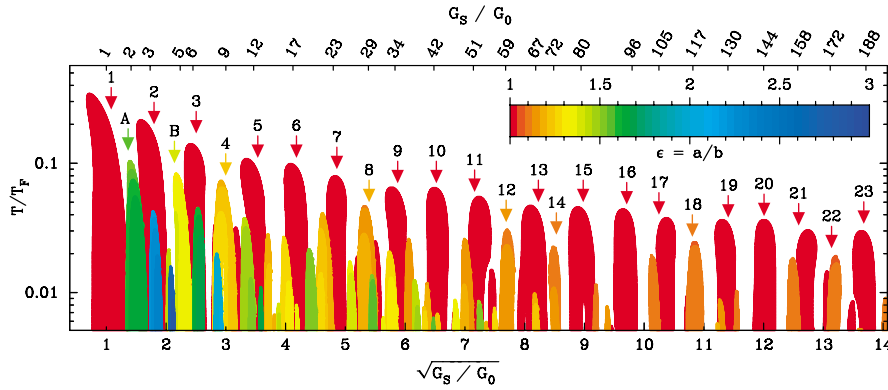 G_S / G_0
1 2 3 5 6 9 12 17 23 29 34 42 51 59 67 72 80 96 105 117 130 144 158 172 188
1 1.5 2 3
ϵ = a/b
1 A 2 B 3 4 5 6 7 8 9 10 11 12 13 14 15 16 17 18 19 20 21 22 23
T/T_F
0.1
0.01
1 2 3 4 5 6 7 8 9 10 11 12 13 14
√G_S / G_0